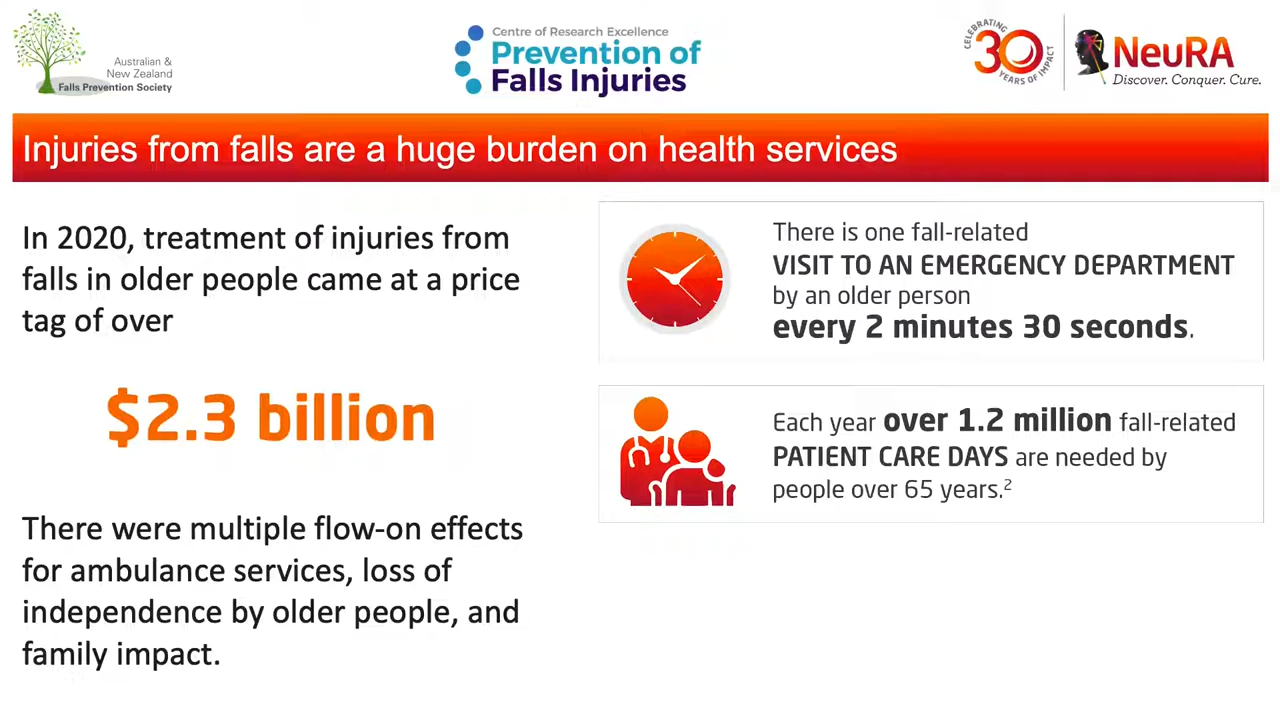 Australian &
New Zealand
Falls Prevention Society
Centre of Research Excellence
Prevention of
Falls Injuries
CELEBRATING
30
YEARS OF IMPACT
NeuRA
Discover. Conquer. Cure.
Injuries from falls are a huge burden on health services
In 2020, treatment of injuries from
falls in older people came at a price
tag of over
$2.3 billion
There were multiple flow-on effects
for ambulance services, loss of
independence by older people, and
family impact.
There is one fall-related
VISIT TO AN EMERGENCY DEPARTMENT
by an older person
every 2 minutes 30 seconds.
Each year over 1.2 million fall-related
PATIENT CARE DAYS are needed by
people over 65 years.²